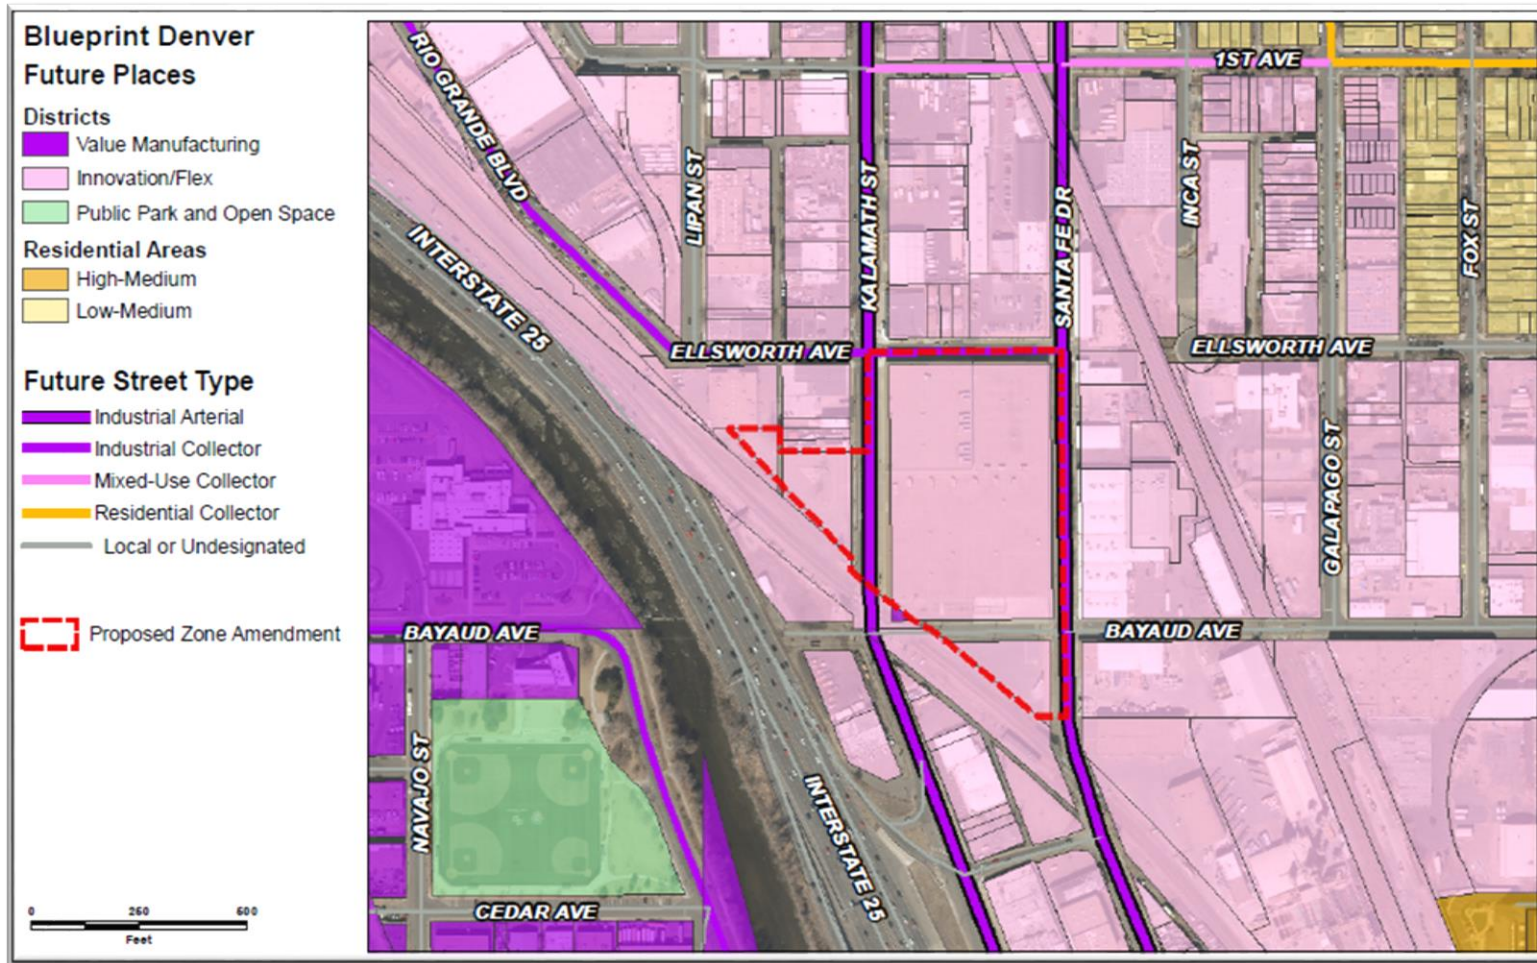 Blueprint Denver
Future Places
Districts
Value Manufacturing
Innovation/Flex
Public Park and Open Space
Residential Areas
High-Medium
Low-Medium
Future Street Type
Industrial Arterial
Industrial Collector
Mixed-Use Collector
Residential Collector
Local or Undesignated
Proposed Zone Amendment
0 250 500
Feet
RIO GRANDE BLVD
1ST AVE
LIPAN ST
KALAMATH ST
SANTA FE DR
INCA ST
FOX ST
INTERSTATE 25
ELLSWORTH AVE
ELLSWORTH AVE
GALAPAGO ST
BAYAUD AVE
BAYAUD AVE
NAVAJO ST
INTERSTATE 25
CEDAR AVE